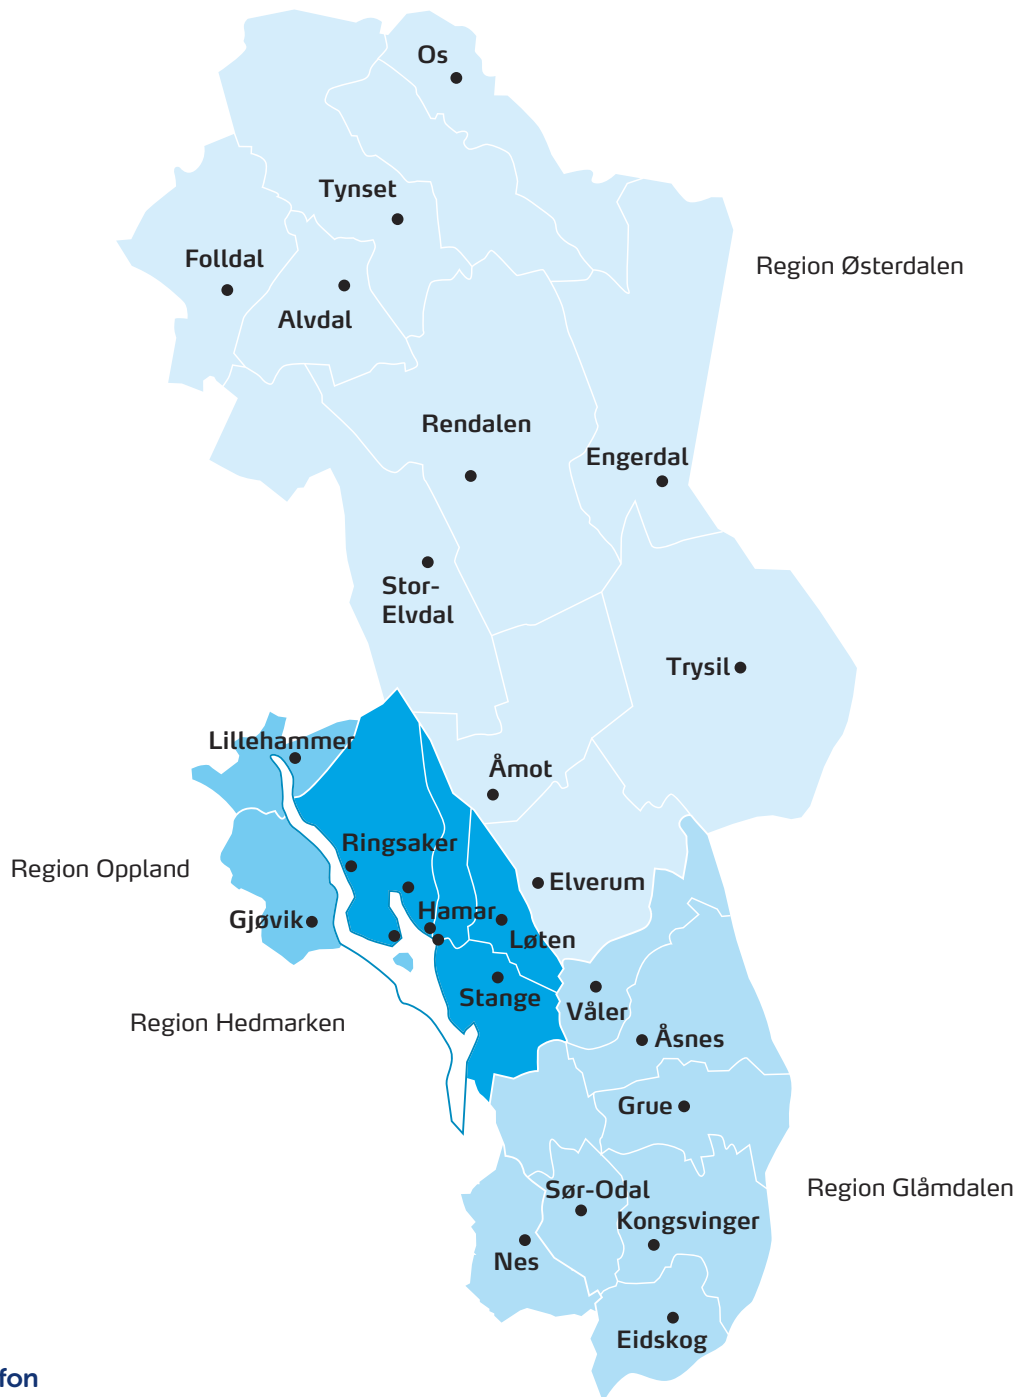 Os
Tynset
Folldal
Region Østerdalen
Alvdal
Rendalen
Engerdal
Stor-
Elvdal
Trysil
Lillehammer
Åmot
Ringsaker
Region Oppland
Elverum
Hamar
Gjøvik
Løten
Stange
Våler
Region Hedmarken
Åsnes
Grue
Region Glåmdalen
Sør-Odal
Kongsvinger
Nes
Eidskog
fon